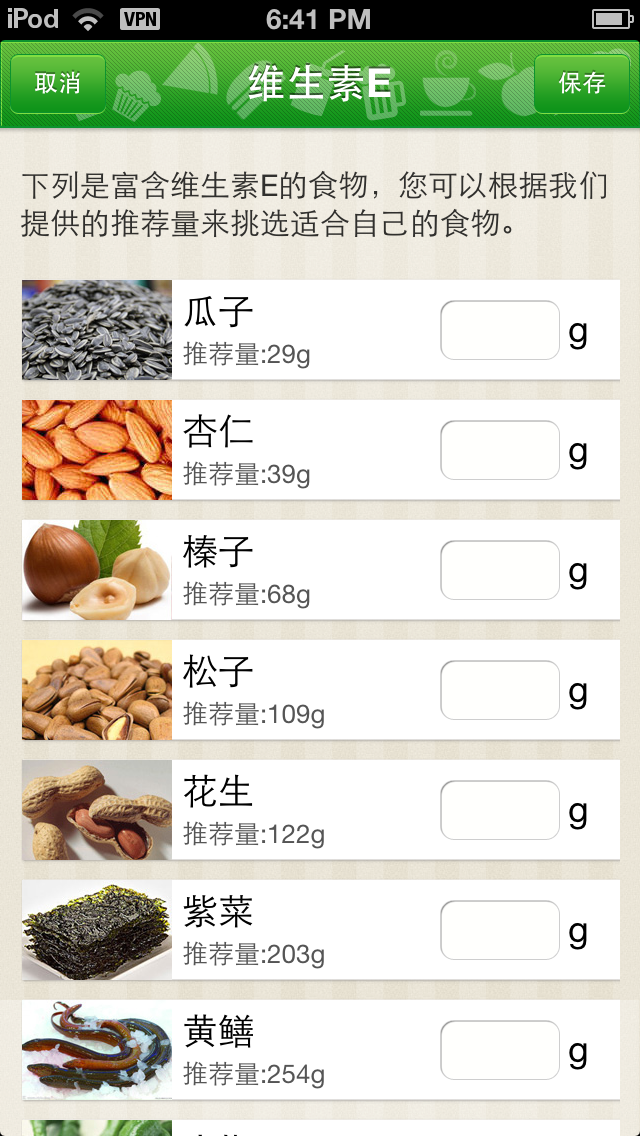 iPod VPN 6:41 PM
取消 维生素E 保存
下列是富含维生素E的食物，您可以根据我们
提供的推荐量来挑选适合自己的食物。
瓜子
推荐量:29g
g
杏仁
推荐量:39g
g
榛子
推荐量:68g
g
松子
推荐量:109g
g
花生
推荐量:122g
g
紫菜
推荐量:203g
g
黄鳝
推荐量:254g
g